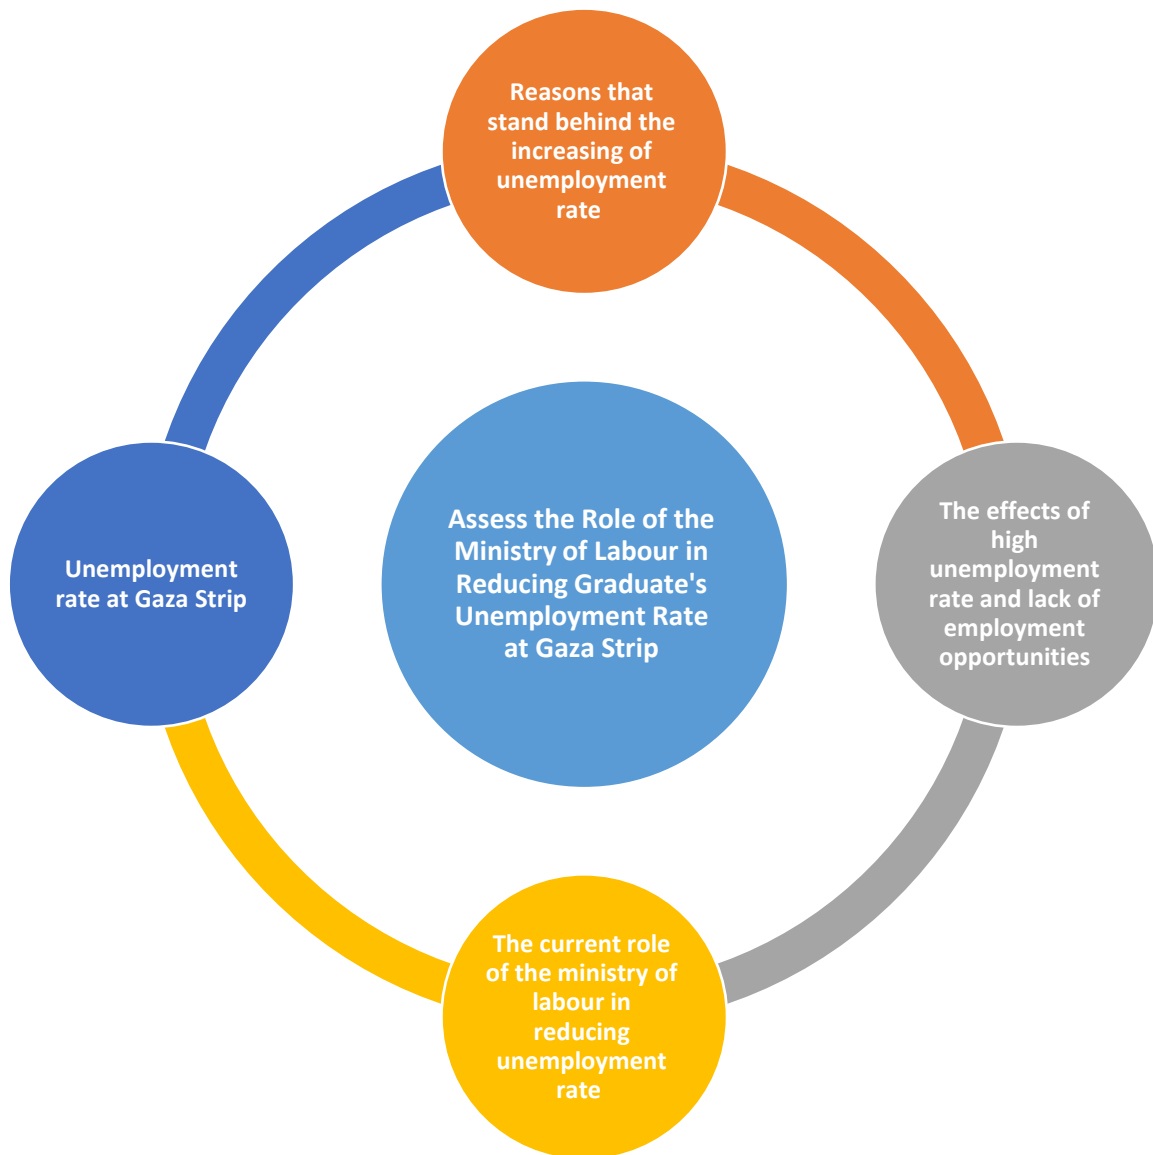 Reasons that
stand behind the
increasing of
unemployment
rate
Assess the Role of the
Ministry of Labour in
Reducing Graduate's
Unemployment Rate
at Gaza Strip
Unemployment
rate at Gaza Strip
The effects of
high
unemployment
rate and lack of
employment
opportunities
The current role
of the ministry of
labour in
reducing
unemployment
rate